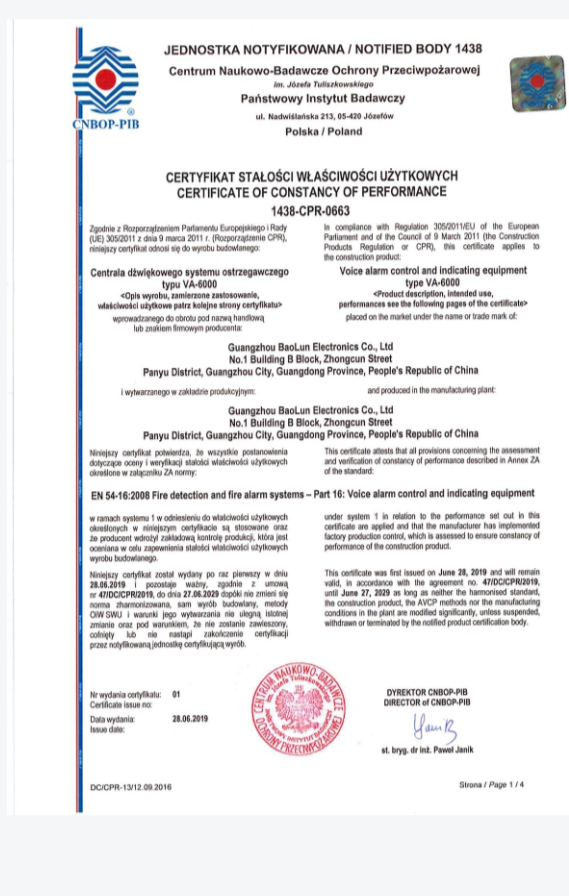 JEDNOSTKA NOTYFIKOWANA / NOTIFIED BODY 1438
Centrum Naukowo-Badawcze Ochrony Przeciwpożarowej
im. Józefa Tuliszkowskiego
Państwowy Instytut Badawczy
ul. Nadwiślańska 213, 05-420 Józefów
Polska / Poland
CNBOP-PIB
®
CERTYFIKAT STAŁOŚCI WŁAŚCIWOŚCI UŻYTKOWYCH
CERTIFICATE OF CONSTANCY OF PERFORMANCE
1438-CPR-0663
Zgodnie z Rozporządzeniem Parlamentu Europejskiego i Rady
(UE) 305/2011 z dnia 9 marca 2011 r. (Rozporządzenie CPR),
niniejszy certyfikat odnosi się do wyrobu budowlanego:
Centrala dźwiękowego systemu ostrzegawczego
typu VA-6000
<Opis wyrobu, zamierzone zastosowanie,
właściwości użytkowe patrz kolejne strony certyfikatu>
wprowadzanego do obrotu pod nazwą handlową
lub znakiem firmowym producenta:
In compliance with Regulation 305/2011/EU of the European
Parliament and of the Council of 9 March 2011 (the Construction
Products Regulation or CPR), this certificate applies to
the construction product:
Voice alarm control and indicating equipment
type VA-6000
<Product description, intended use,
performances see the following pages of the certificate>
placed on the market under the name or trade mark of:
Guangzhou BaoLun Electronics Co., Ltd
No.1 Building B Block, Zhongcun Street
Panyu District, Guangzhou City, Guangdong Province, People's Republic of China
i wytwarzanego w zakładzie produkcyjnym:
and produced in the manufacturing plant:
Guangzhou BaoLun Electronics Co., Ltd
No.1 Building B Block, Zhongcun Street
Panyu District, Guangzhou City, Guangdong Province, People's Republic of China
Niniejszy certyfikat potwierdza, że wszystkie postanowienia
dotyczące oceny i weryfikacji stałości właściwości użytkowych
określone w załączniku ZA normy:
This certificate attests that all provisions concerning the assessment
and verification of constancy of performance described in Annex ZA
of the standard:
EN 54-16:2008 Fire detection and fire alarm systems – Part 16: Voice alarm control and indicating equipment
w ramach systemu 1 w odniesieniu do właściwości użytkowych
określonych w niniejszym certyfikacie są stosowane oraz
że producent wdrożył zakładową kontrolę produkcji, która jest
oceniana w celu zapewnienia stałości właściwości użytkowych
wyrobu budowlanego.
under system 1 in relation to the performance set out in this
certificate are applied and that the manufacturer has implemented
factory production control, which is assessed to ensure constancy of
performance of the construction product.
Niniejszy certyfikat został wydany po raz pierwszy w dniu
28.06.2019 i pozostaje ważny, zgodnie z umową
nr 47/DC/CPR/2019, do dnia 27.06.2029 dopóki nie zmieni się
norma zharmonizowana, sam wyrób budowlany, metody
OiW SWU i warunki jego wytwarzania nie ulegną istotnej
zmianie oraz pod warunkiem, że nie zostanie zawieszony,
cofnięty lub nie nastąpi zakończenie certyfikacji
przez notyfikowaną jednostkę certyfikującą wyrób.
This certificate was first issued on June 28, 2019 and will remain
valid, in accordance with the agreement no. 47/DC/CPR/2019,
until June 27, 2029 as long as neither the harmonised standard,
the construction product, the AVCP methods nor the manufacturing
conditions in the plant are modified significantly, unless suspended,
withdrawn or terminated by the notified product certification body.
Nr wydania certyfikatu: 01
Certificate issue no:
Data wydania: 28.06.2019
Issue date:
CENTRUM NAUKOWO-BADAWCZE
OCHRONY PRZECIWPOŻAROWEJ
im. Józefa Tuliszkowskiego
PAŃSTWOWY INSTYTUT BADAWCZY
DYREKTOR CNBOP-PIB
DIRECTOR of CNBOP-PIB
st. bryg. dr inż. Paweł Janik
DC/CPR-13/12.09.2016
Strona / Page 1 / 4